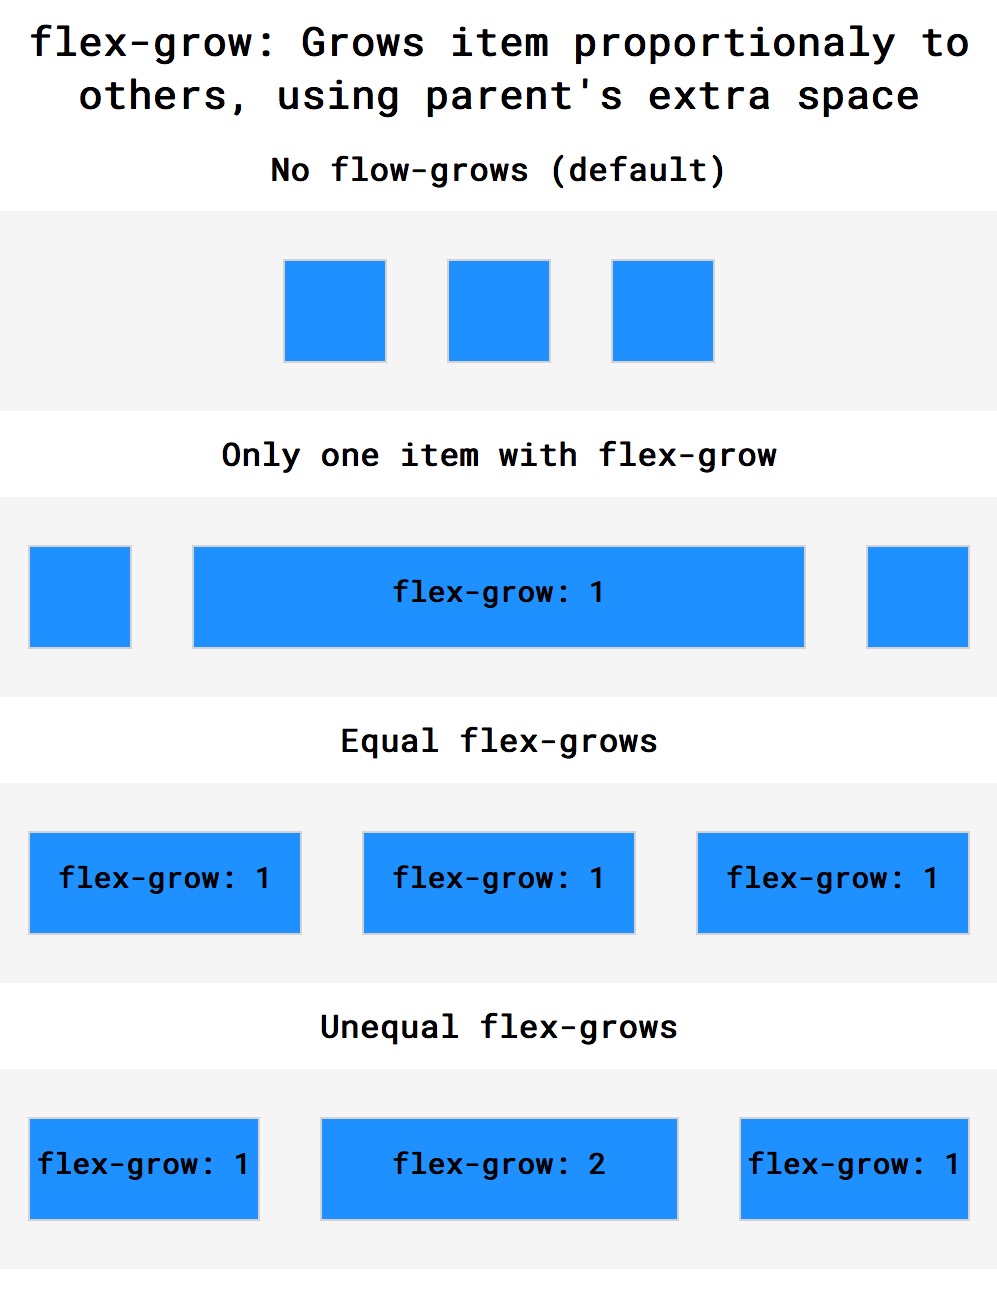 flex-grow: Grows item proportionaly to
others, using parent's extra space
No flow-grows (default)
Only one item with flex-grow
flex-grow: 1
Equal flex-grows
flex-grow: 1 flex-grow: 1 flex-grow: 1
Unequal flex-grows
flex-grow: 1 flex-grow: 2 flex-grow: 1